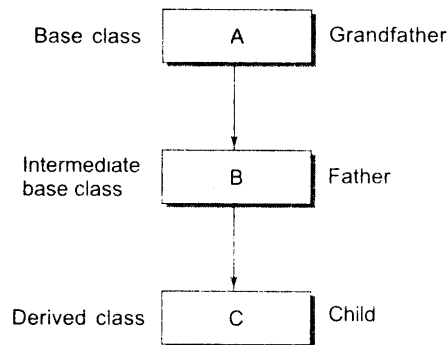 Base class A Grandfather
Intermediate
base class B Father
Derived class C Child